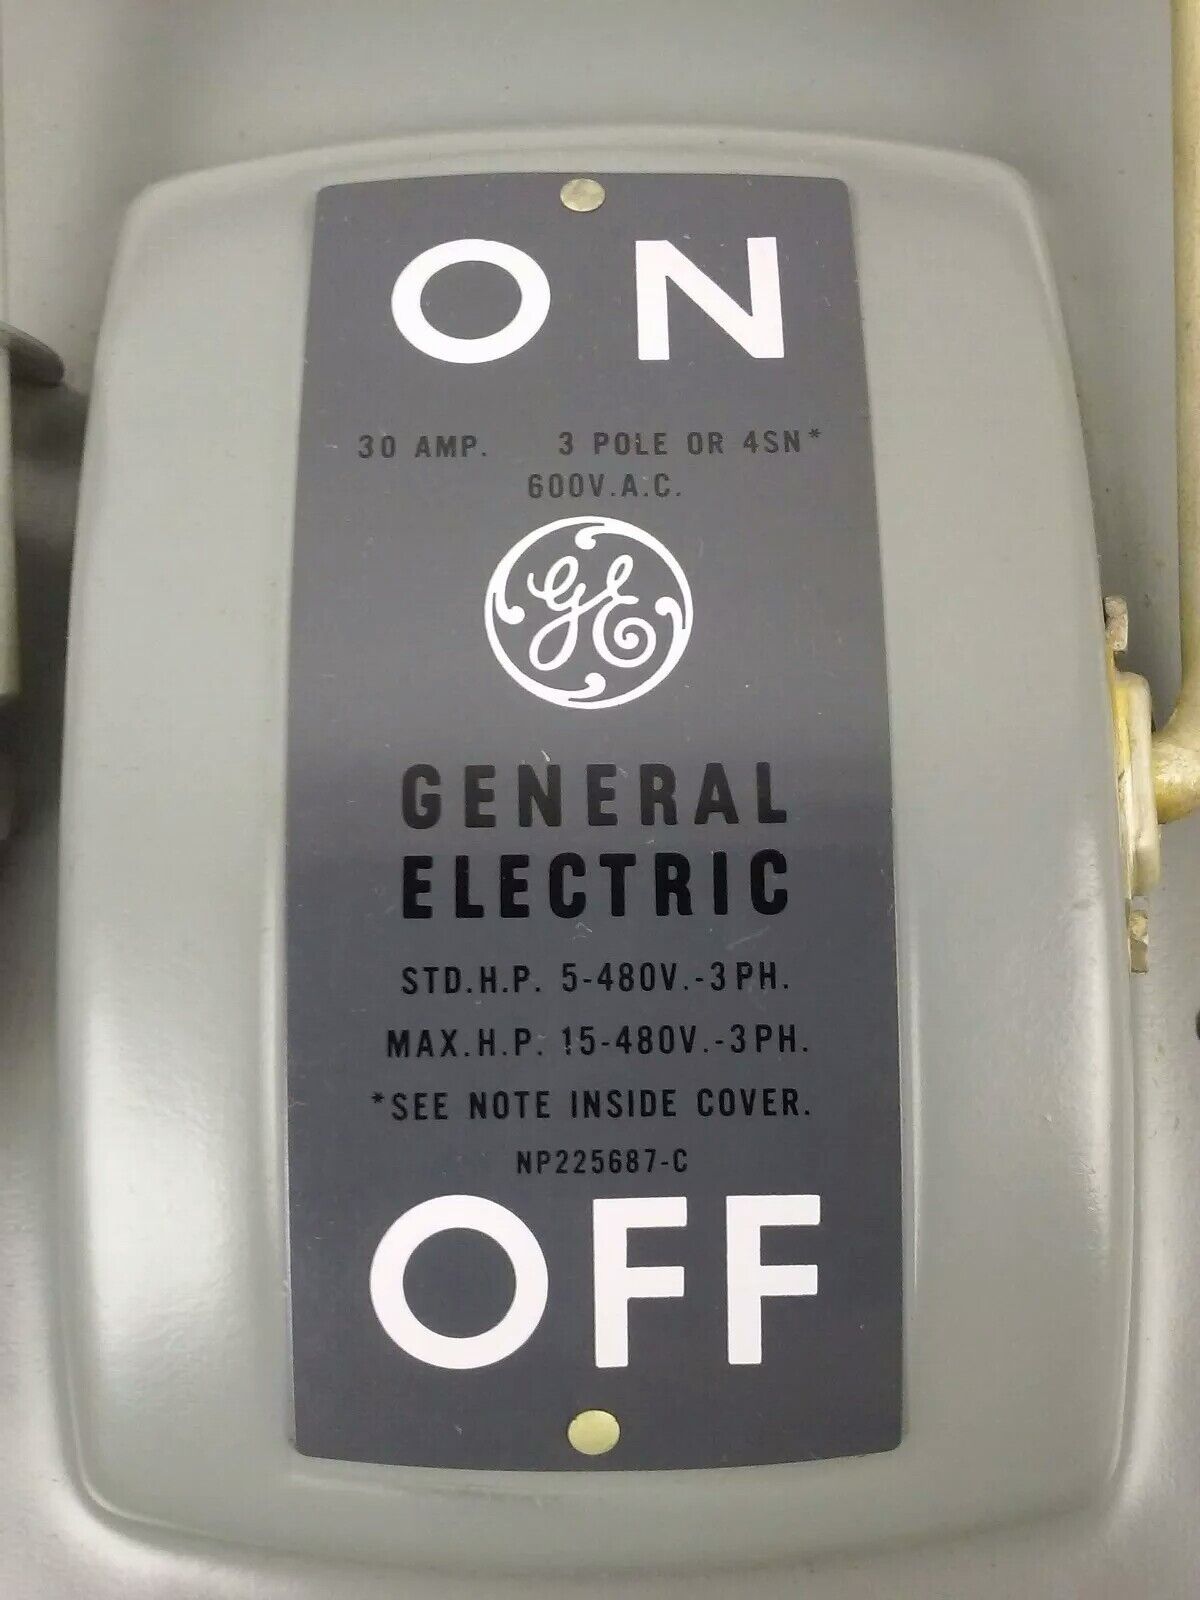 ON
30 AMP. 3 POLE OR 4SN*
600V.A.C.
GE
GENERAL
ELECTRIC
STD.H.P. 5-480V.-3PH.
MAX.H.P. 15-480V.-3PH.
*SEE NOTE INSIDE COVER.
NP225687-C
OFF